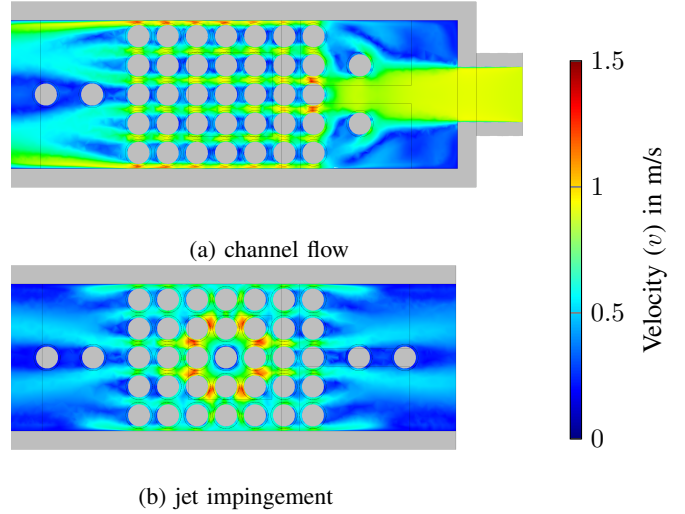 (a) channel flow
(b) jet impingement
1.5
1
0.5
0
Velocity (v) in m/s